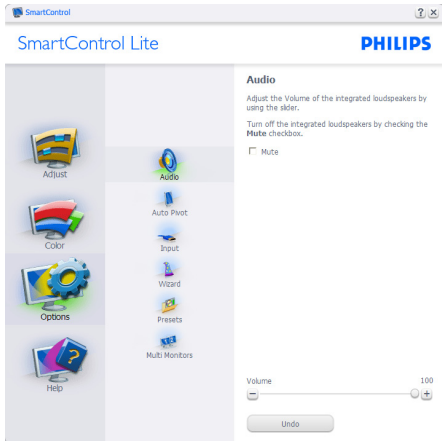 SmartControl
SmartControl Lite
PHILIPS
Adjust
Color
Options
Help
Audio
Auto Pivot
Input
Wizard
Presets
Multi Monitors
Audio
Adjust the Volume of the integrated loudspeakers by
using the slider.
Turn off the integrated loudspeakers by checking the
Mute checkbox.
Mute
Volume 100
Undo